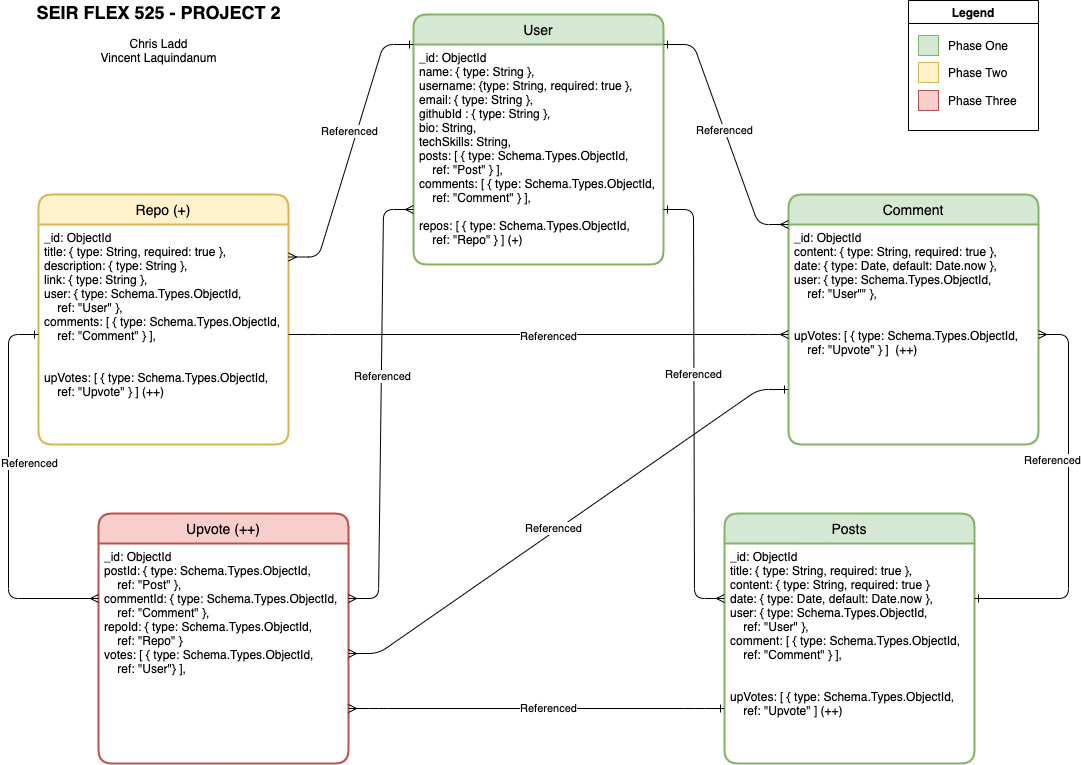 SEIR FLEX 525 - PROJECT 2
Chris Ladd
Vincent Laquindanum
Legend
Phase One
Phase Two
Phase Three
User
_id: ObjectId
name: { type: String },
username: {type: String, required: true },
email: { type: String },
githubId : { type: String },
bio: String,
techSkills: String,
posts: [ { type: Schema.Types.ObjectId,
ref: "Post" } ],
comments: [ { type: Schema.Types.ObjectId,
ref: "Comment" } ],
repos: [ { type: Schema.Types.ObjectId,
ref: "Repo" } ] (+)
Referenced
Referenced
Repo (+)
_id: ObjectId
title: { type: String, required: true },
description: { type: String },
link: { type: String },
user: { type: Schema.Types.ObjectId,
ref: "User" },
comments: [ { type: Schema.Types.ObjectId,
ref: "Comment" } ],
upVotes: [ { type: Schema.Types.ObjectId,
ref: "Upvote" } ] (++)
Comment
_id: ObjectId
content: { type: String, required: true },
date: { type: Date, default: Date.now },
user: { type: Schema.Types.ObjectId,
ref: "User"" },
upVotes: [ { type: Schema.Types.ObjectId,
ref: "Upvote" } ]  (++)
Referenced
Referenced
Referenced
Referenced
Referenced
Referenced
Upvote (++)
_id: ObjectId
postId: { type: Schema.Types.ObjectId,
ref: "Post" },
commentId: { type: Schema.Types.ObjectId,
ref: "Comment" },
repoId: { type: Schema.Types.ObjectId,
ref: "Repo" }
votes: [ { type: Schema.Types.ObjectId,
ref: "User"} ],
Posts
_id: ObjectId
title: { type: String, required: true },
content: { type: String, required: true }
date: { type: Date, default: Date.now },
user: { type: Schema.Types.ObjectId,
ref: "User" },
comment: [ { type: Schema.Types.ObjectId,
ref: "Comment" } ],
upVotes: [ { type: Schema.Types.ObjectId,
ref: "Upvote" ] (++)
Referenced